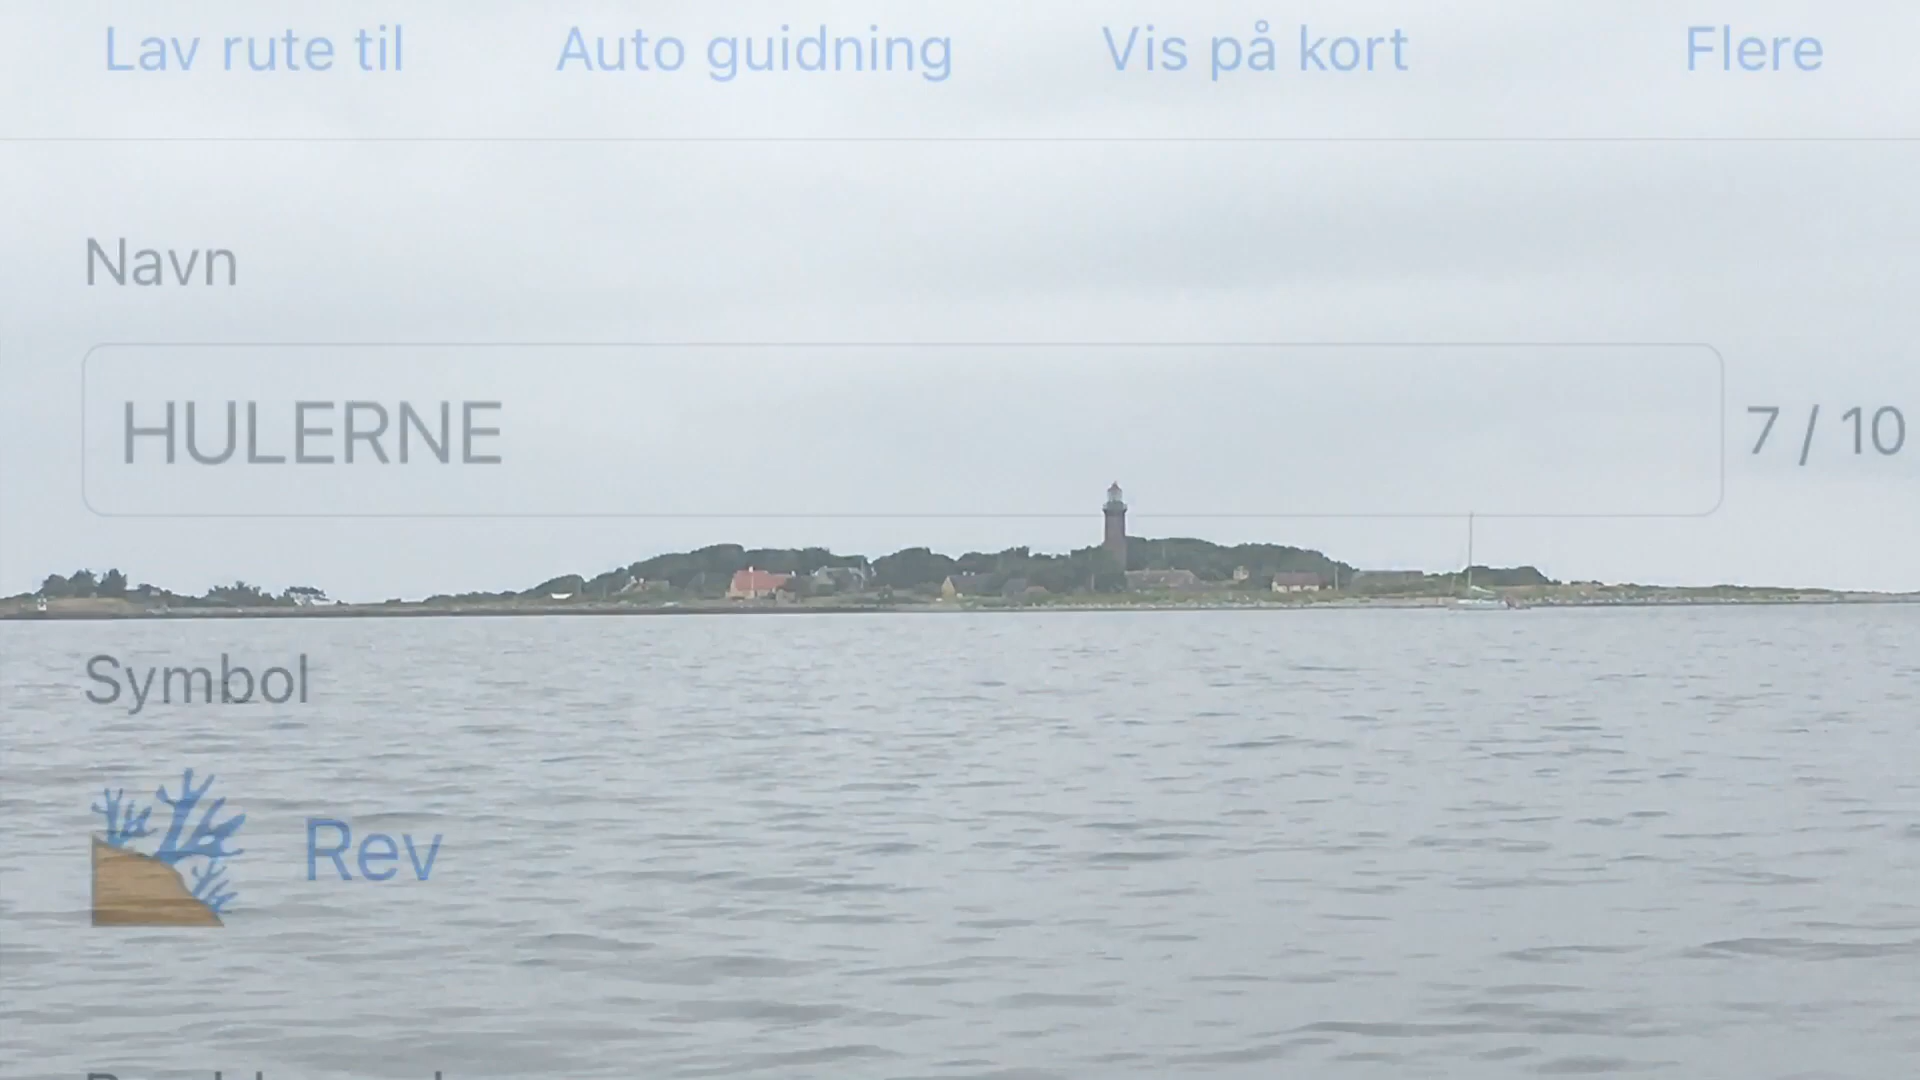 Lav rute til Auto guidning Vis på kort Flere
Navn
HULERNE 7 / 10
Symbol
Rev